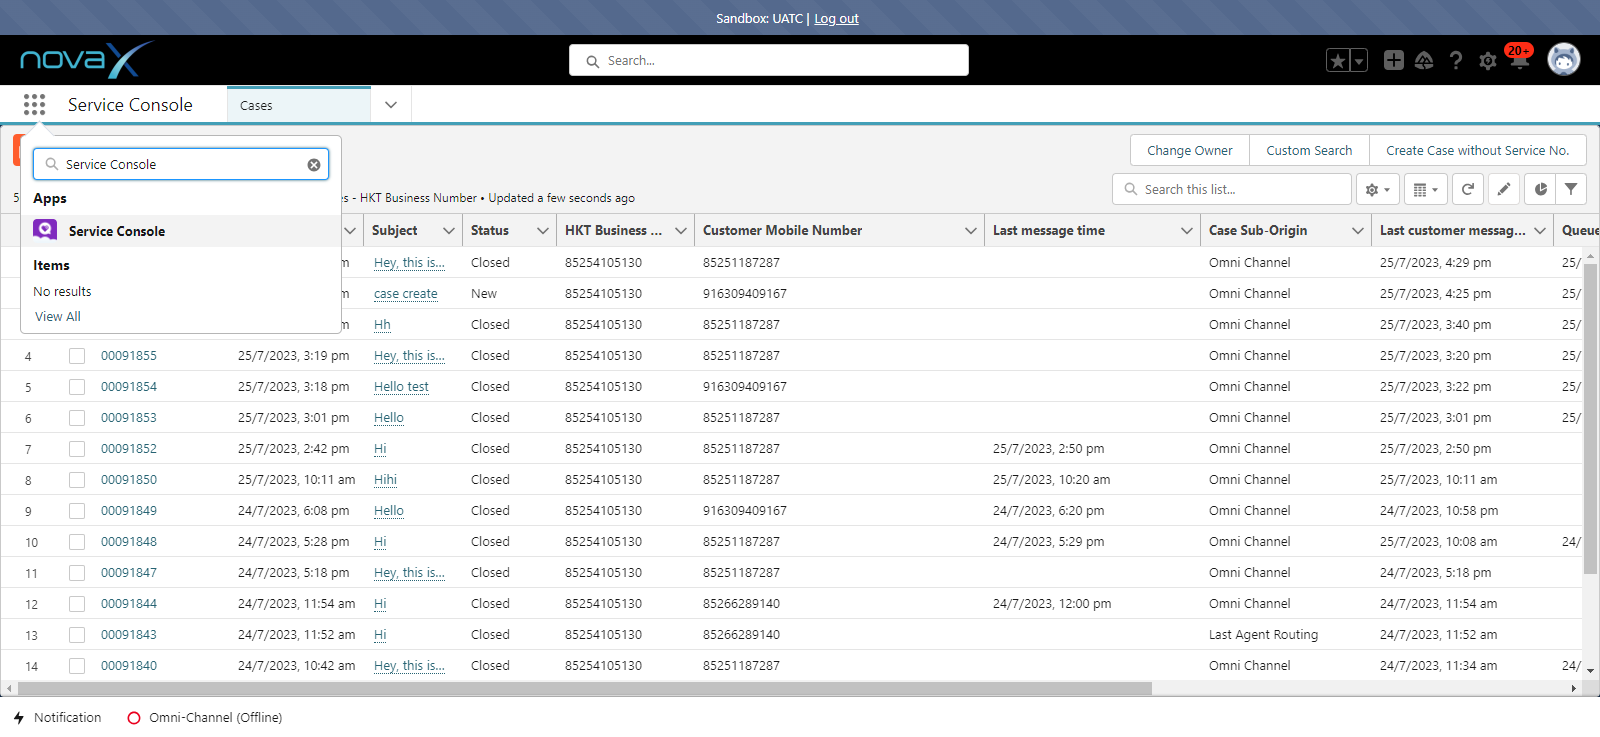 Sandbox: UATC | Log out
novaX
Search...
20+
Service Console
Cases
Service Console
Apps
Service Console
Items
No results
View All
Change Owner
Custom Search
Create Case without Service No.
5
s - HKT Business Number • Updated a few seconds ago
Search this list...
Subject Status HKT Business ... Customer Mobile Number Last message time Case Sub-Origin Last customer messag... Queue
m Hey, this is... Closed 85254105130 85251187287 Omni Channel 25/7/2023, 4:29 pm 25/
m case create New 85254105130 916309409167 Omni Channel 25/7/2023, 4:25 pm 25/
m Hh Closed 85254105130 85251187287 Omni Channel 25/7/2023, 3:40 pm 25/
4 00091855 25/7/2023, 3:19 pm Hey, this is... Closed 85254105130 85251187287 Omni Channel 25/7/2023, 3:20 pm 25/
5 00091854 25/7/2023, 3:18 pm Hello test Closed 85254105130 916309409167 Omni Channel 25/7/2023, 3:22 pm 25/
6 00091853 25/7/2023, 3:01 pm Hello Closed 85254105130 85251187287 Omni Channel 25/7/2023, 3:01 pm 25/
7 00091852 25/7/2023, 2:42 pm Hi Closed 85254105130 85251187287 25/7/2023, 2:50 pm Omni Channel 25/7/2023, 2:50 pm
8 00091850 25/7/2023, 10:11 am Hihi Closed 85254105130 85251187287 25/7/2023, 10:20 am Omni Channel 25/7/2023, 10:11 am
9 00091849 24/7/2023, 6:08 pm Hello Closed 85254105130 916309409167 24/7/2023, 6:20 pm Omni Channel 24/7/2023, 10:58 pm
10 00091848 24/7/2023, 5:28 pm Hi Closed 85254105130 85251187287 24/7/2023, 5:29 pm Omni Channel 25/7/2023, 10:08 am 24/
11 00091847 24/7/2023, 5:18 pm Hey, this is... Closed 85254105130 85251187287 Omni Channel 24/7/2023, 5:18 pm
12 00091844 24/7/2023, 11:54 am Hi Closed 85254105130 85266289140 24/7/2023, 12:00 pm Omni Channel 24/7/2023, 11:54 am
13 00091843 24/7/2023, 11:52 am Hi Closed 85254105130 85266289140 Last Agent Routing 24/7/2023, 11:52 am
14 00091840 24/7/2023, 10:42 am Hey, this is... Closed 85254105130 85251187287 Omni Channel 24/7/2023, 11:34 am 24/
Notification Omni-Channel (Offline)